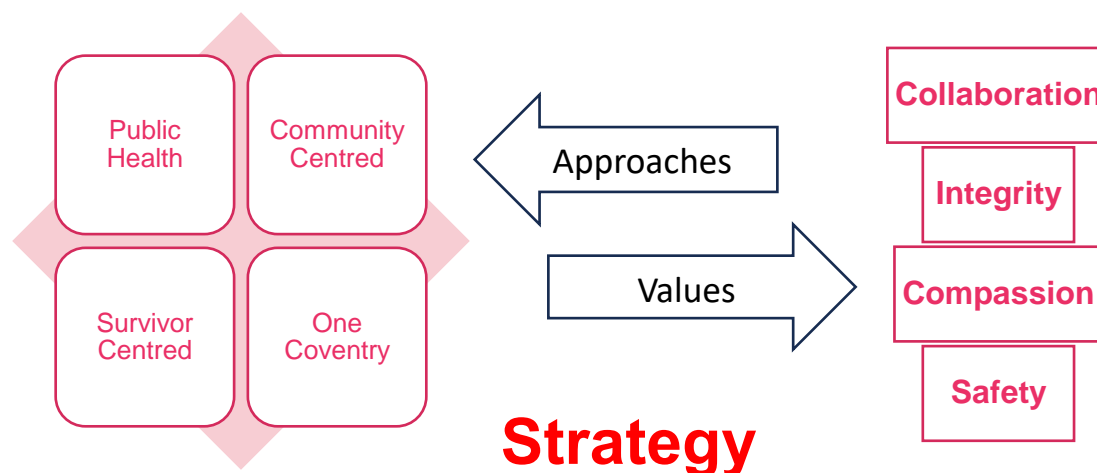 Public
Health
Community
Centred
Survivor
Centred
One
Coventry
Approaches
Values
Collaboration
Integrity
Compassion
Safety
Strategy